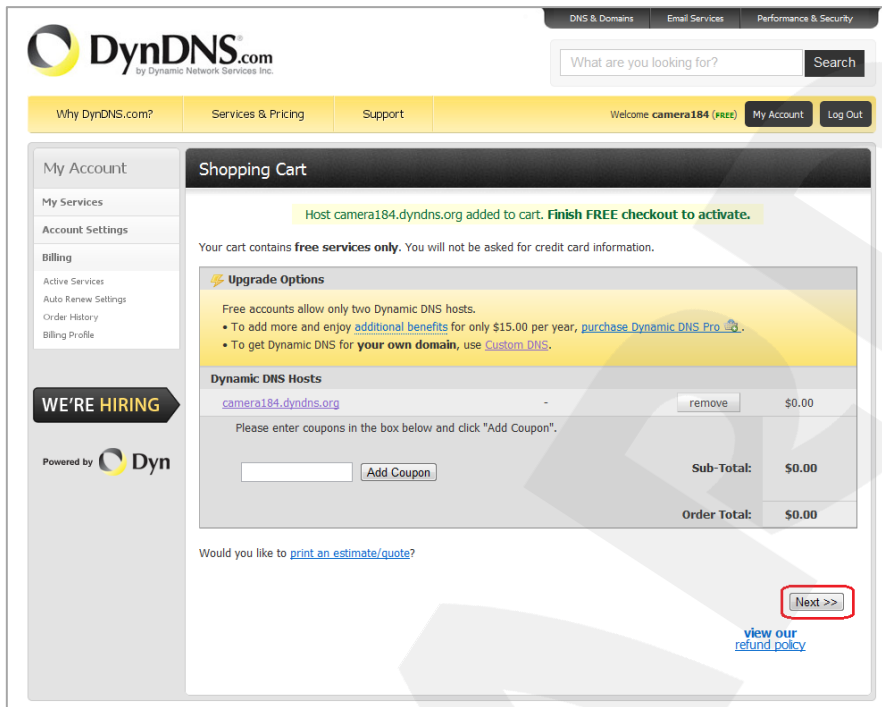 DNS & Domains Email Services Performance & Security
DynDNS.com
by Dynamic Network Services Inc.
What are you looking for? Search
Why DynDNS.com? Services & Pricing Support Welcome camera184 (FREE) My Account Log Out
My Account
My Services
Account Settings
Billing
Active Services
Auto Renew Settings
Order History
Billing Profile
WE'RE HIRING
Powered by Dyn
Shopping Cart
Host camera184.dyndns.org added to cart. Finish FREE checkout to activate.
Your cart contains free services only. You will not be asked for credit card information.
Upgrade Options
Free accounts allow only two Dynamic DNS hosts.
• To add more and enjoy additional benefits for only $15.00 per year, purchase Dynamic DNS Pro .
• To get Dynamic DNS for your own domain, use Custom DNS.
Dynamic DNS Hosts
camera184.dyndns.org - remove $0.00
Please enter coupons in the box below and click "Add Coupon".
Add Coupon Sub-Total: $0.00
Order Total: $0.00
Would you like to print an estimate/quote?
Next >>
view our
refund policy